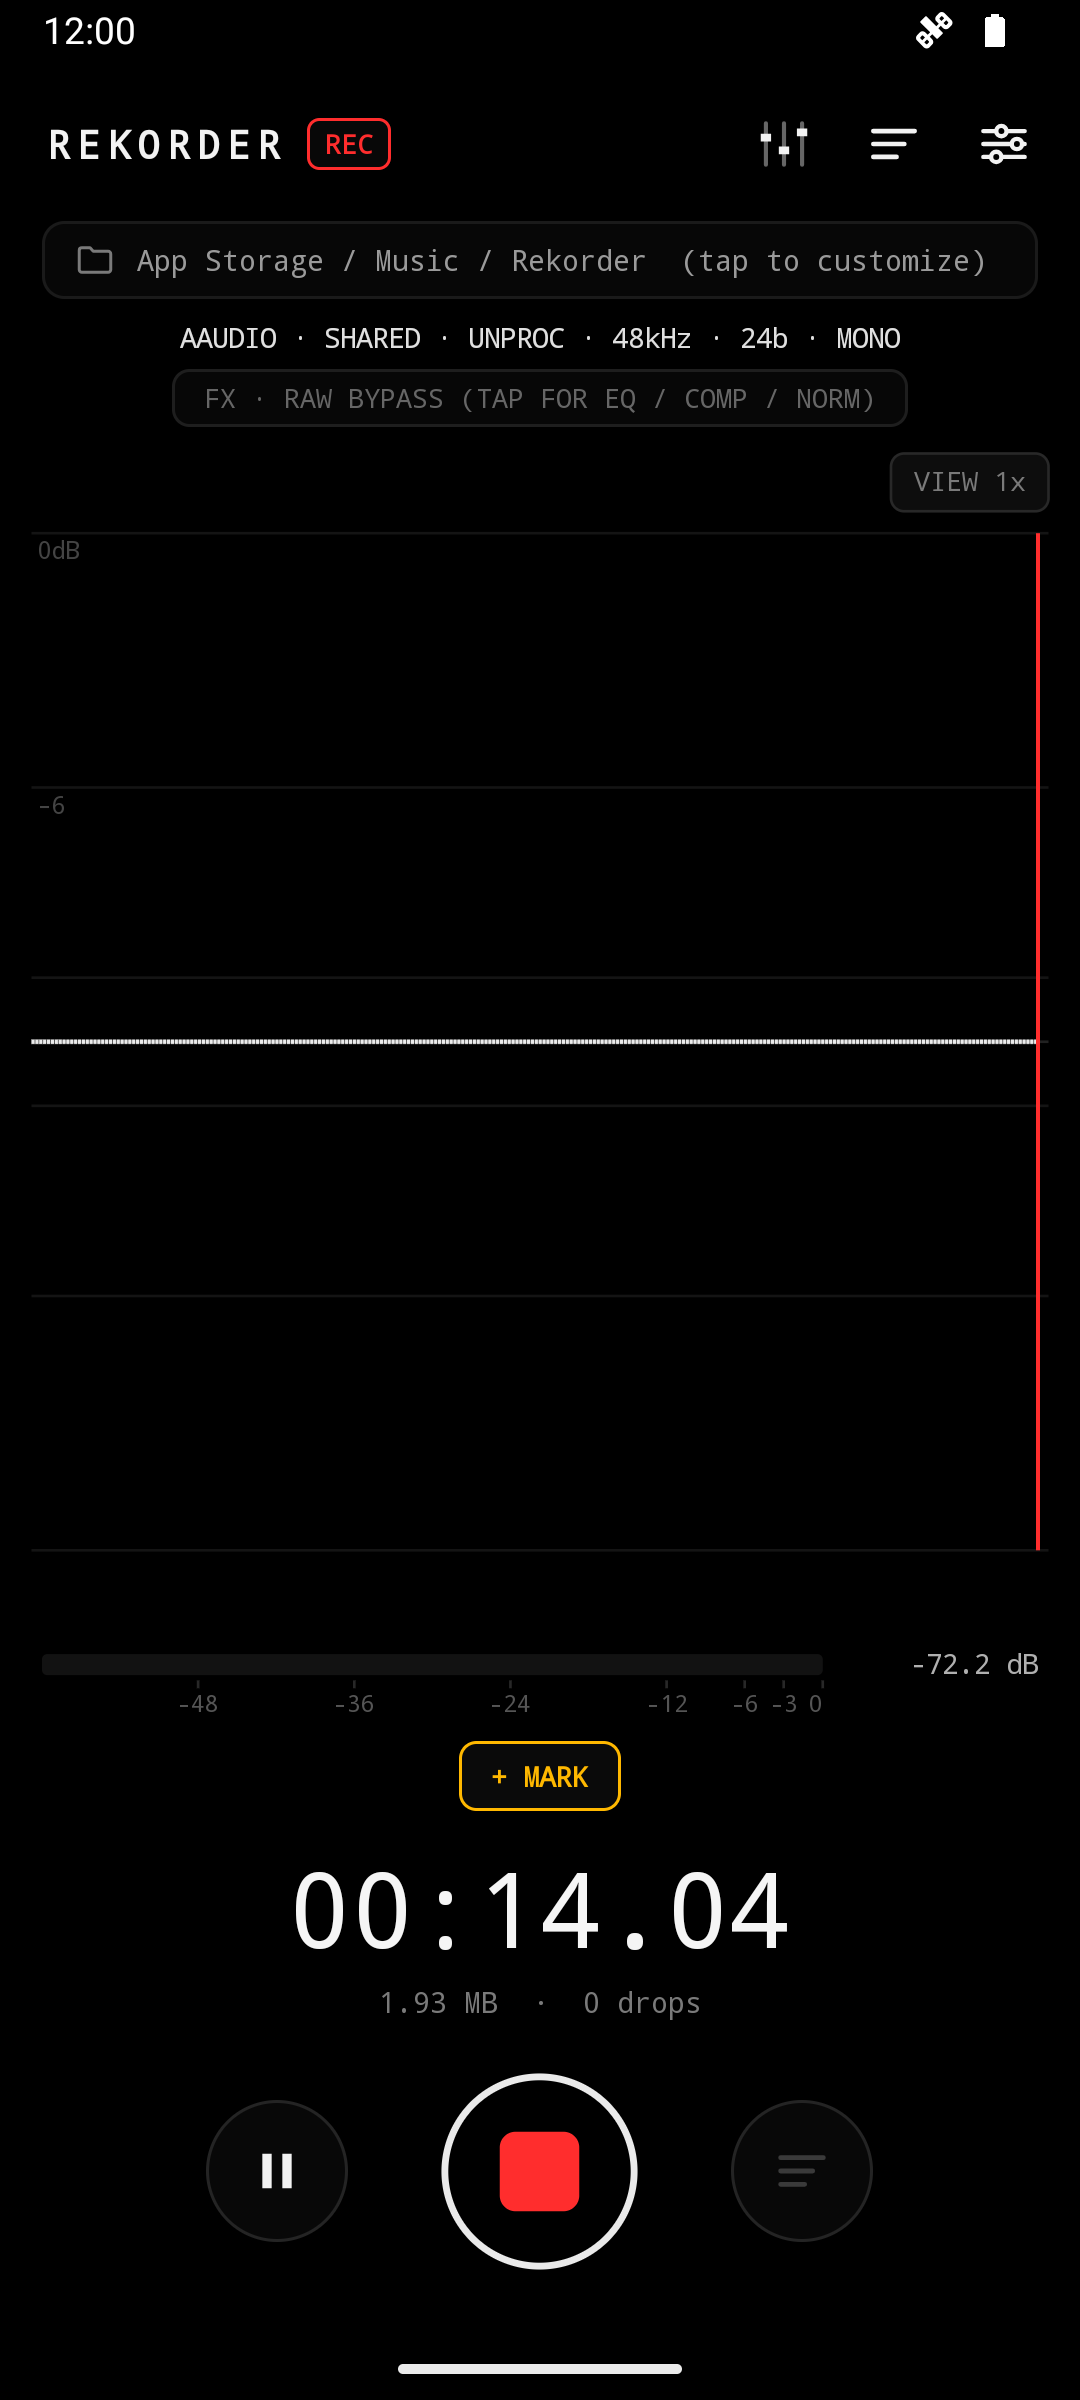 12:00
REKORDER REC
App Storage / Music / Rekorder (tap to customize)
AAUDIO · SHARED · UNPROC · 48kHz · 24b · MONO
FX · RAW BYPASS (TAP FOR EQ / COMP / NORM)
VIEW 1x
0dB
-6
-72.2 dB
-48 -36 -24 -12 -6 -3 0
+ MARK
00:14.04
1.93 MB · 0 drops